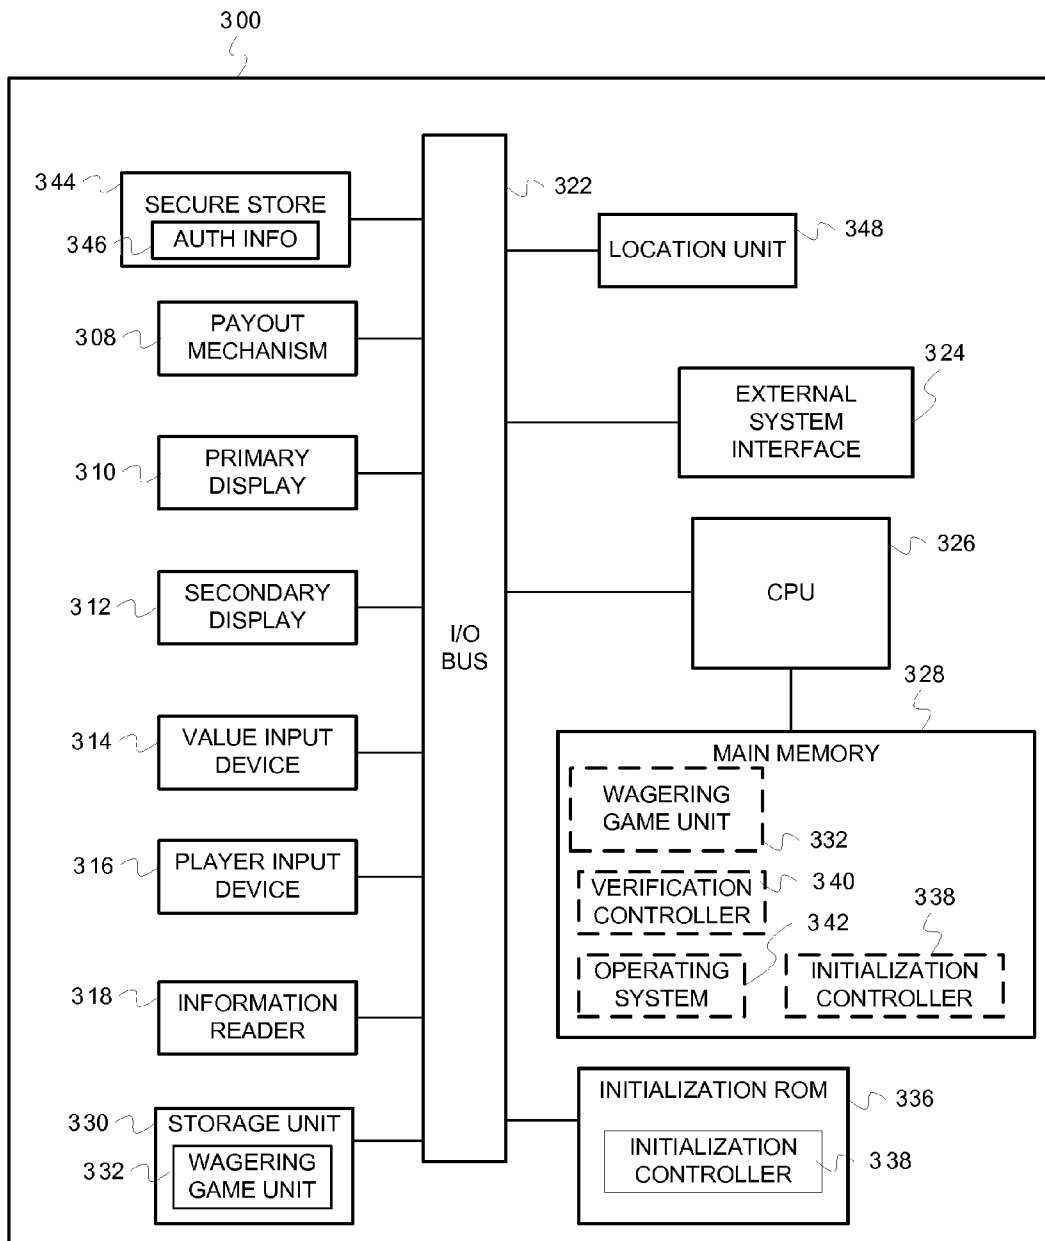 300
344
SECURE STORE
346
AUTH INFO
308
PAYOUT
MECHANISM
310
PRIMARY
DISPLAY
312
SECONDARY
DISPLAY
314
VALUE INPUT
DEVICE
316
PLAYER INPUT
DEVICE
318
INFORMATION
READER
330
STORAGE UNIT
332
WAGERING
GAME UNIT
I/O
BUS
322
LOCATION UNIT
348
EXTERNAL
SYSTEM
INTERFACE
324
CPU
326
328
MAIN MEMORY
WAGERING
GAME UNIT
332
VERIFICATION
CONTROLLER
340
342
OPERATING
SYSTEM
338
INITIALIZATION
CONTROLLER
INITIALIZATION ROM
336
INITIALIZATION
CONTROLLER
338